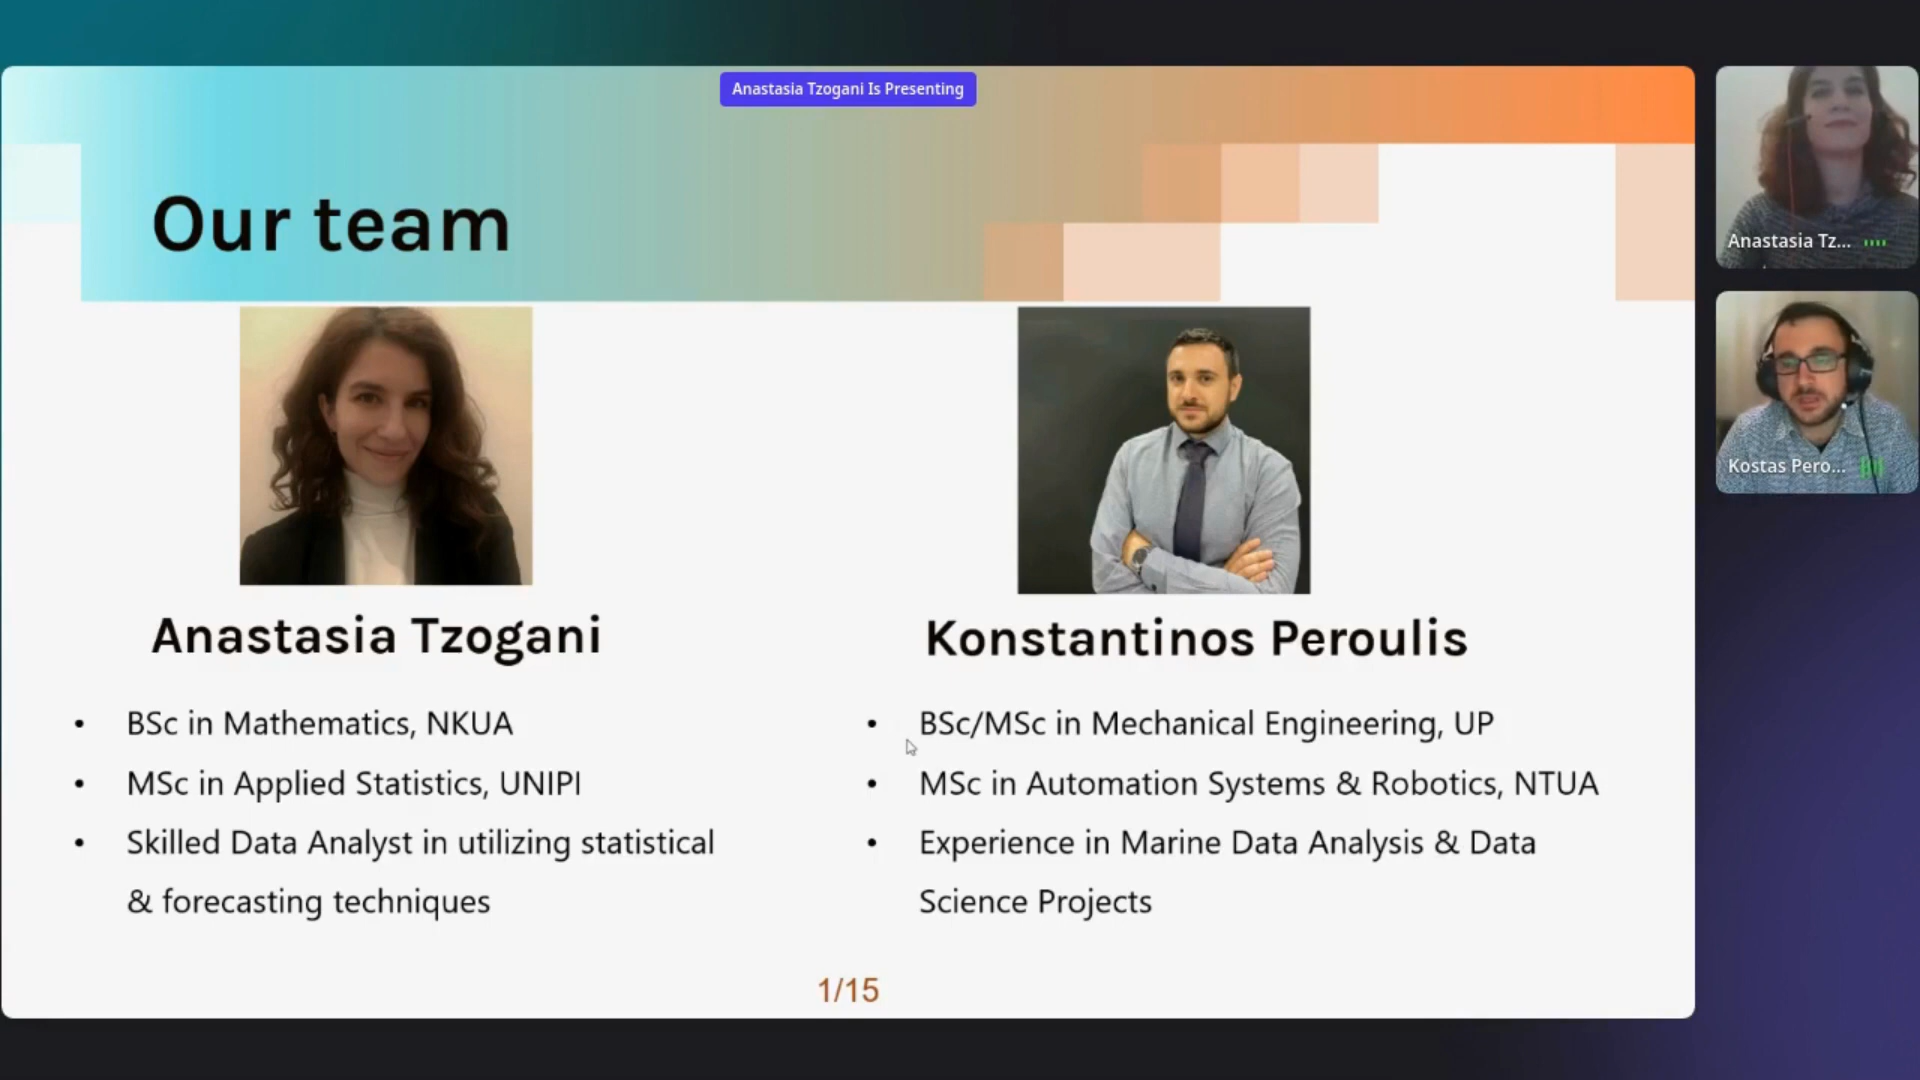 Anastasia Tzogani Is Presenting
Our team
Anastasia Tzogani
• BSc in Mathematics, NKUA
• MSc in Applied Statistics, UNIPI
• Skilled Data Analyst in utilizing statistical
& forecasting techniques
Konstantinos Peroulis
• BSc/MSc in Mechanical Engineering, UP
• MSc in Automation Systems & Robotics, NTUA
• Experience in Marine Data Analysis & Data
Science Projects
1/15
Anastasia Tz...
Kostas Pero...